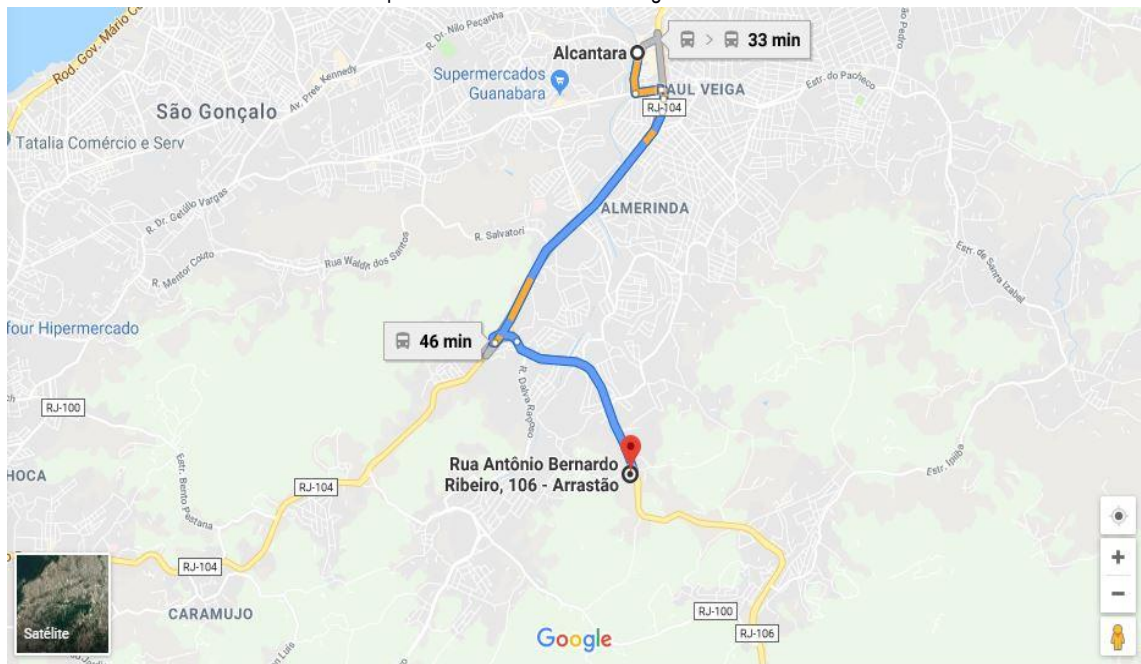 Rod. Gov. Mário Co
R. Dr. Nilo Peçanha
Alcantara
33 min
São Pedro
Supermercados
Guanabara
PAUL VEIGA
Estr. do Pacheco
Av. Pres. Kennedy
RJ-104
São Gonçalo
Tatalia Comércio e Serv
R. Dr. Getúlio Vargas
ALMERINDA
R. Salvatori
Rua Waldir dos Santos
R. Mentor Couto
Estr. de Santa Izabel
four Hipermercado
46 min
R. Dalva Raposo
RJ-100
Rua Antônio Bernardo
Ribeiro, 106 - Arrastão
HOCA
Estr. Bento Pestana
RJ-104
Estr. Ipiíba
RJ-104
CARAMUJO
RJ-100
RJ-106
Satélite
Google